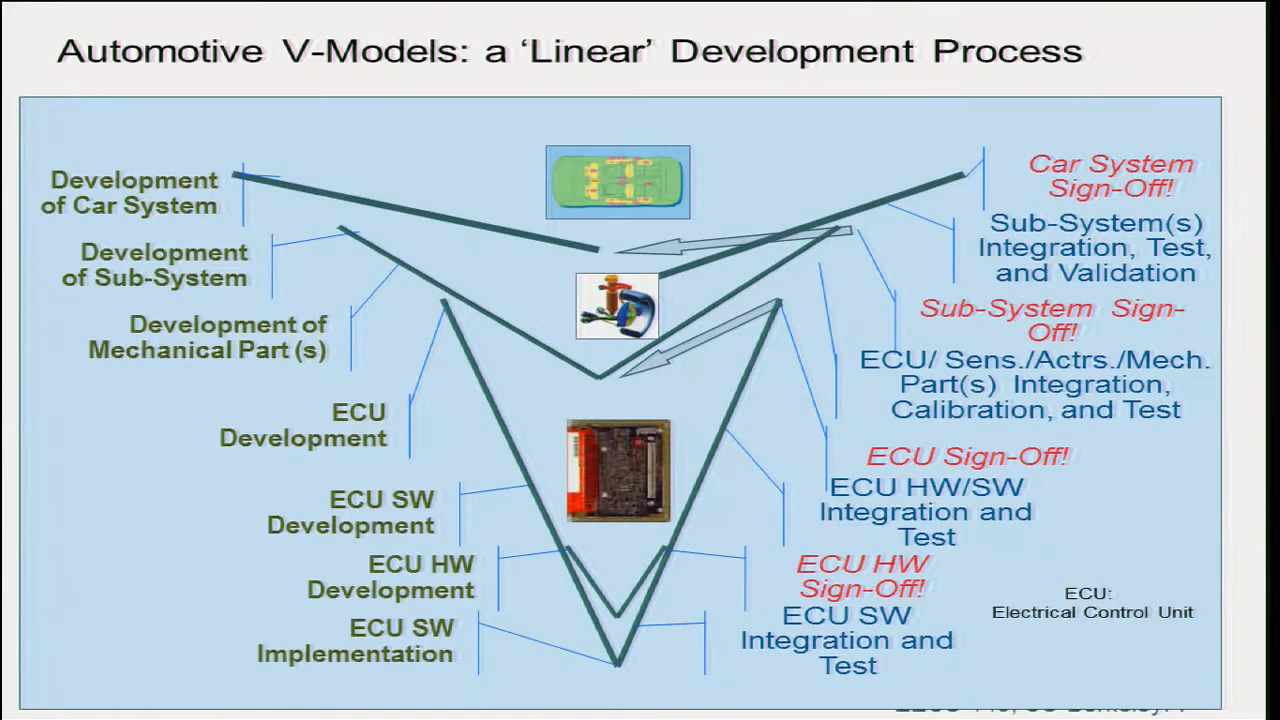 Automotive V-Models: a ‘Linear’ Development Process
Development
of Car System
Development
of Sub-System
Development of
Mechanical Part (s)
ECU
Development
ECU SW
Development
ECU HW
Development
ECU SW
Implementation
Car System
Sign-Off!
Sub-System(s)
Integration, Test,
and Validation
Sub-System Sign-
Off!
ECU/ Sens./Actrs./Mech.
Part(s) Integration,
Calibration, and Test
ECU Sign-Off!
ECU HW/SW
Integration and
Test
ECU HW
Sign-Off!
ECU SW
Integration and
Test
ECU:
Electrical Control Unit